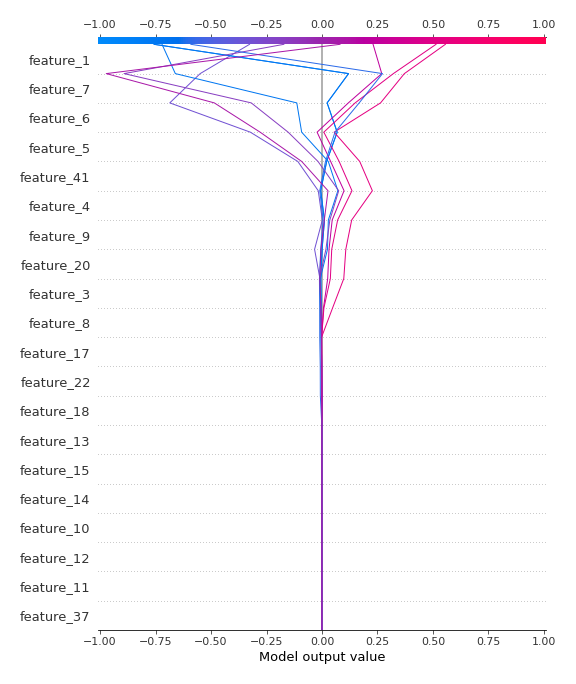 −1.00 −0.75 −0.50 −0.25 0.00 0.25 0.50 0.75 1.00
feature_1
feature_7
feature_6
feature_5
feature_41
feature_4
feature_9
feature_20
feature_3
feature_8
feature_17
feature_22
feature_18
feature_13
feature_15
feature_14
feature_10
feature_12
feature_11
feature_37
−1.00 −0.75 −0.50 −0.25 0.00 0.25 0.50 0.75 1.00
Model output value